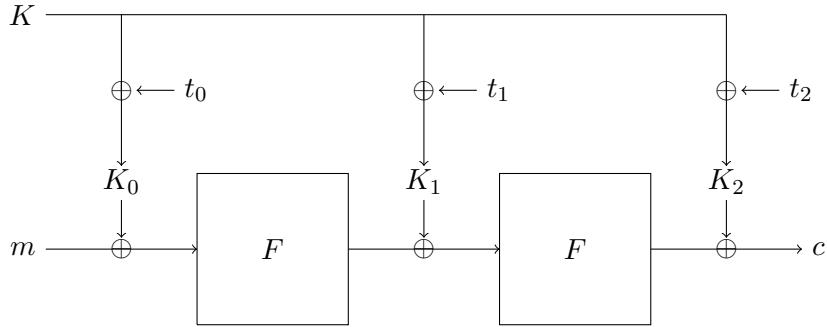 K
t₀ t₁ t₂
K₀ K₁ K₂
m F F c